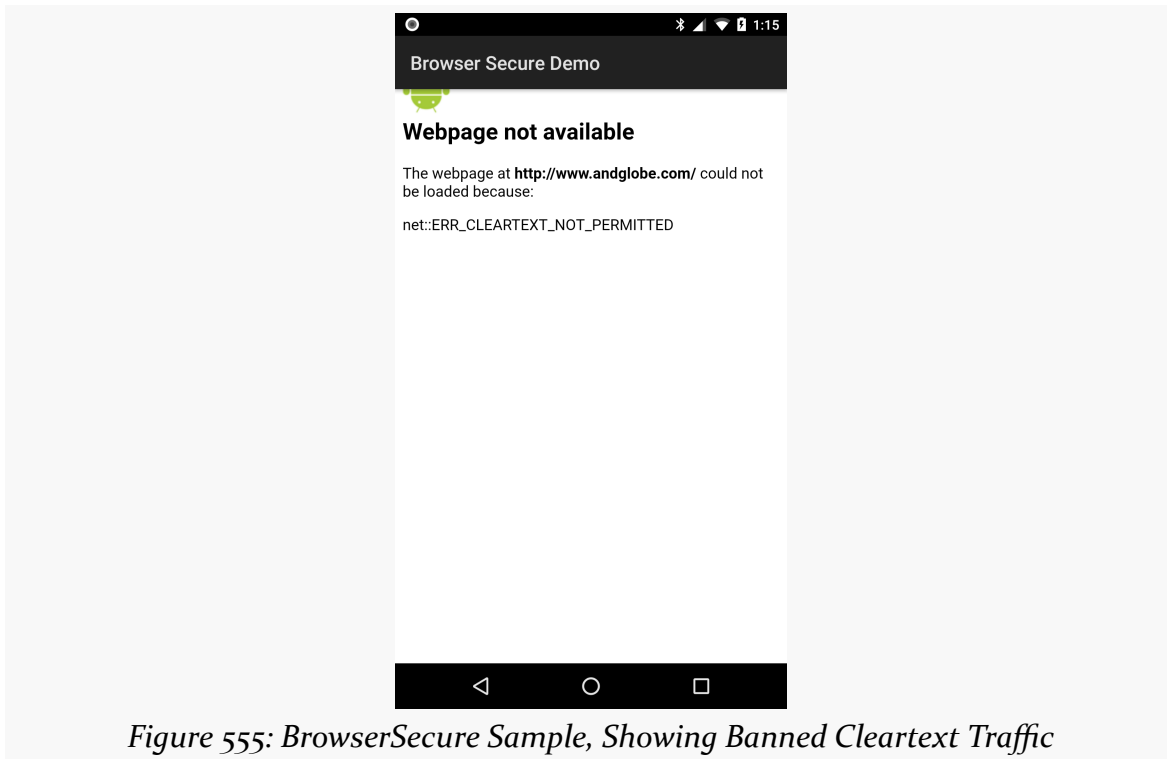 1:15
Browser Secure Demo
Webpage not available
The webpage at http://www.andglobe.com/ could not
be loaded because:
net::ERR_CLEARTEXT_NOT_PERMITTED
Figure 555: BrowserSecure Sample, Showing Banned Cleartext Traffic